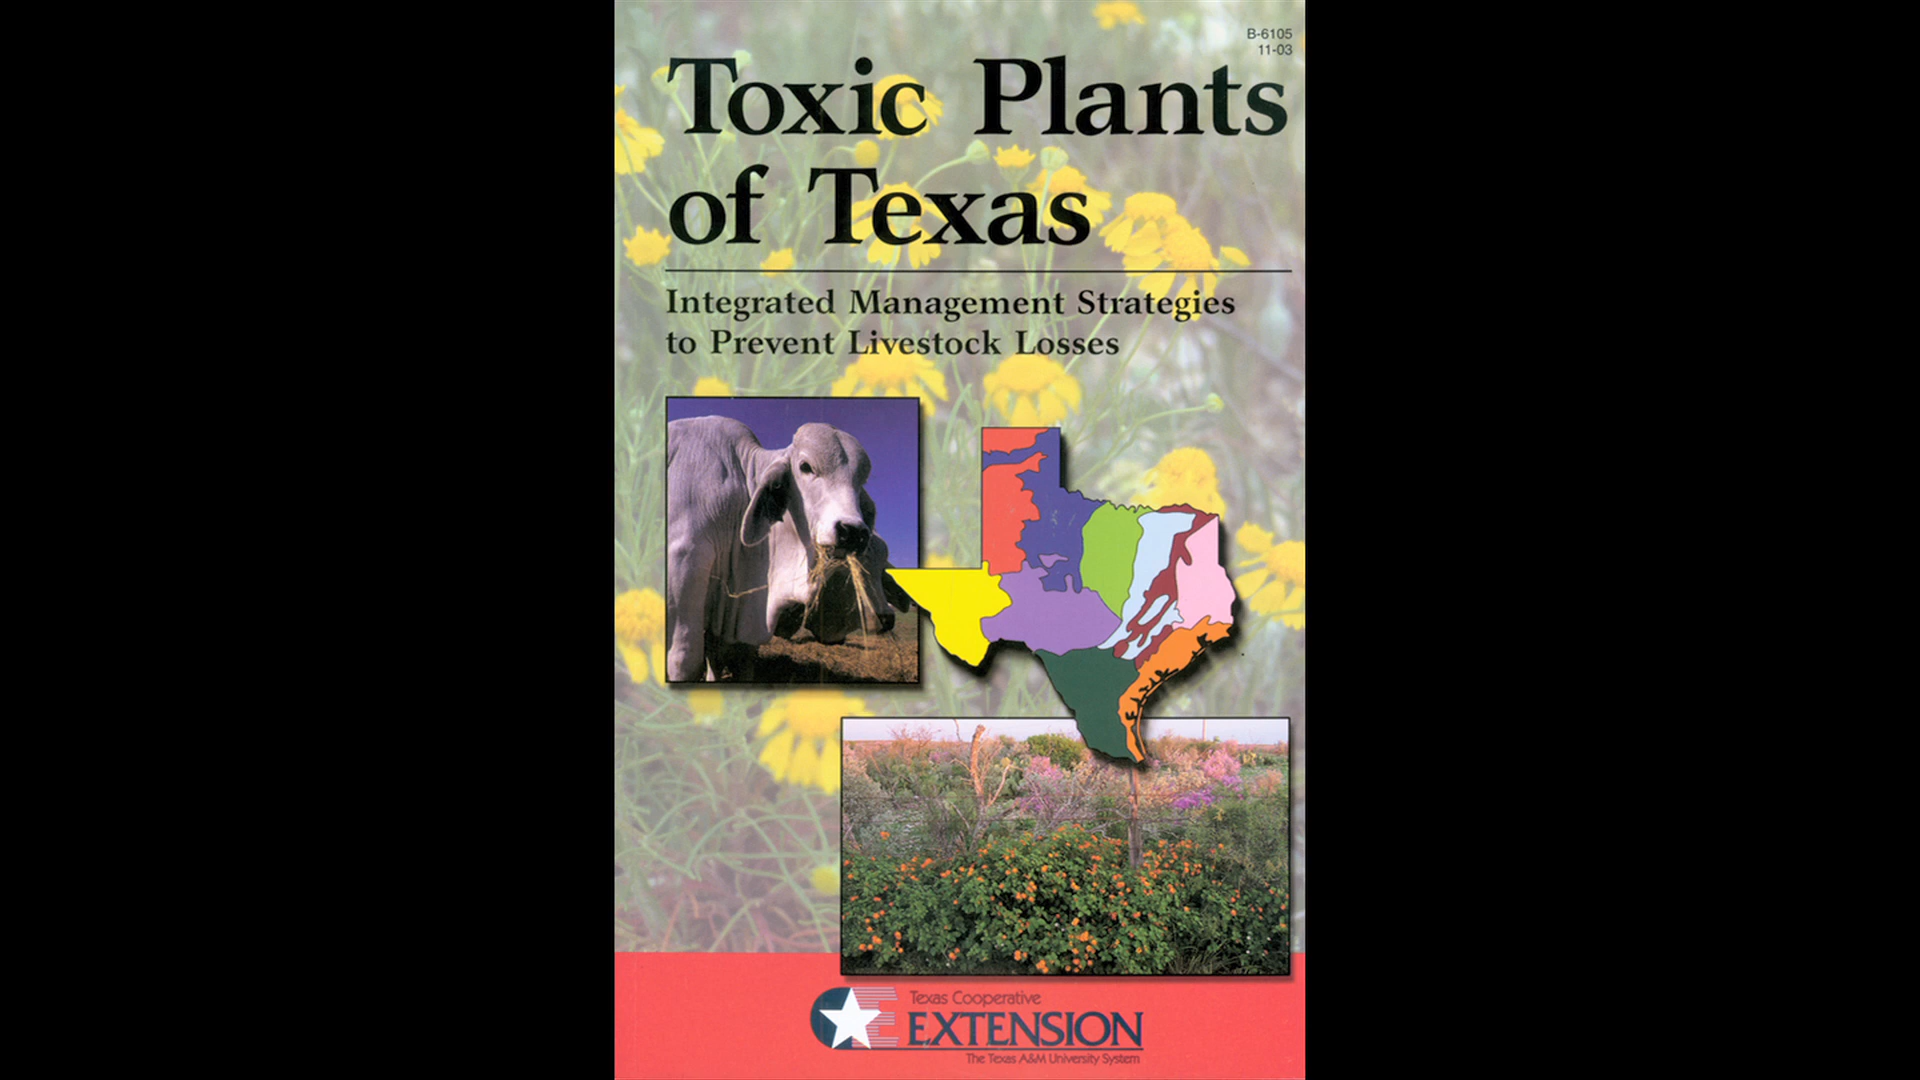 B-6105
11-03
Toxic Plants
of Texas
Integrated Management Strategies
to Prevent Livestock Losses
Texas Cooperative
EXTENSION
The Texas A&M University System